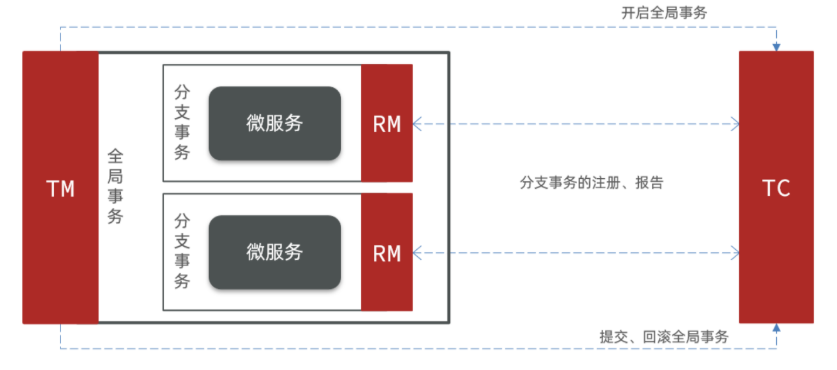 开启全局事务
TM
全局事务
分支事务
微服务
RM
分支事务的注册、报告
TC
分支事务
微服务
RM
提交、回滚全局事务